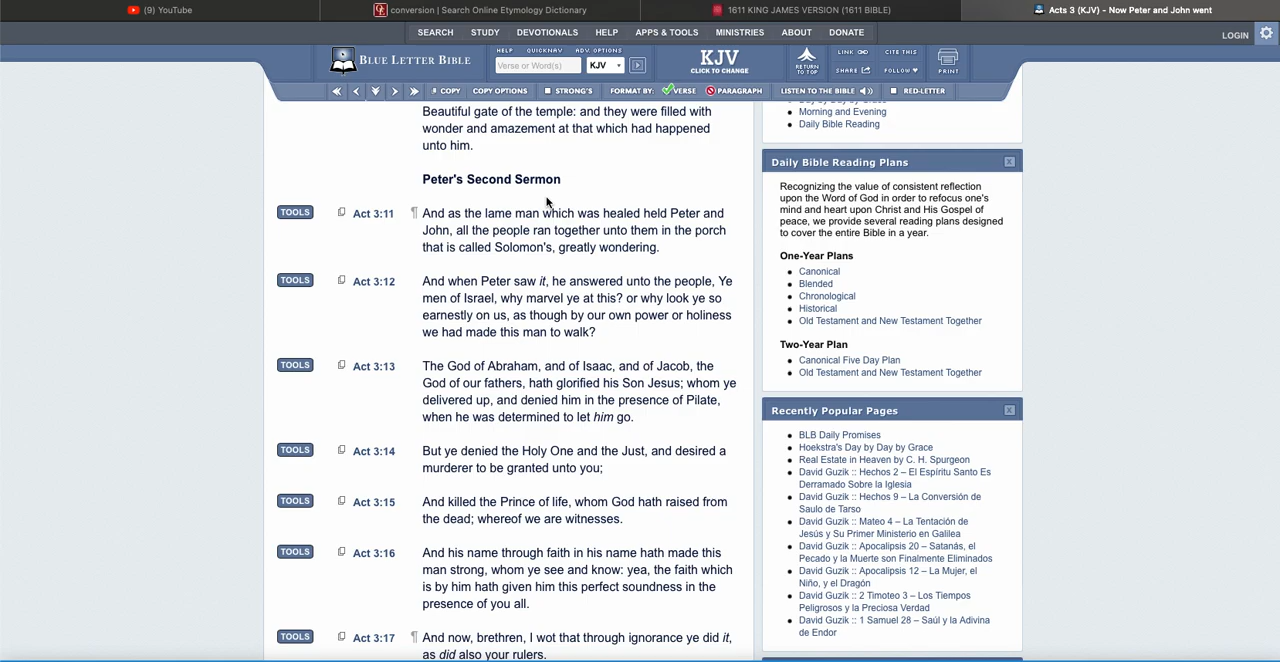 (9) YouTube
conversion | Search Online Etymology Dictionary
1611 KING JAMES VERSION (1611 BIBLE)
Acts 3 (KJV) - Now Peter and John went
SEARCH STUDY DEVOTIONALS HELP APPS & TOOLS MINISTRIES ABOUT DONATE
LOGIN
BLUE LETTER BIBLE
HELP QUICKNAV ADV. OPTIONS
Verse or Word(s) KJV
KJV
CLICK TO CHANGE
RETURN
TO TOP
LINK CITE THIS
SHARE FOLLOW
PRINT
COPY COPY OPTIONS STRONG'S FORMAT BY: VERSE PARAGRAPH LISTEN TO THE BIBLE RED-LETTER
Beautiful gate of the temple: and they were filled with
wonder and amazement at that which had happened
unto him.
Peter's Second Sermon
TOOLS Act 3:11 ¶ And as the lame man which was healed held Peter and
John, all the people ran together unto them in the porch
that is called Solomon's, greatly wondering.
TOOLS Act 3:12 And when Peter saw it, he answered unto the people, Ye
men of Israel, why marvel ye at this? or why look ye so
earnestly on us, as though by our own power or holiness
we had made this man to walk?
TOOLS Act 3:13 The God of Abraham, and of Isaac, and of Jacob, the
God of our fathers, hath glorified his Son Jesus; whom ye
delivered up, and denied him in the presence of Pilate,
when he was determined to let him go.
TOOLS Act 3:14 But ye denied the Holy One and the Just, and desired a
murderer to be granted unto you;
TOOLS Act 3:15 And killed the Prince of life, whom God hath raised from
the dead; whereof we are witnesses.
TOOLS Act 3:16 And his name through faith in his name hath made this
man strong, whom ye see and know: yea, the faith which
is by him hath given him this perfect soundness in the
presence of you all.
TOOLS Act 3:17 ¶ And now, brethren, I wot that through ignorance ye did it,
as did also your rulers.
Morning and Evening
Daily Bible Reading
Daily Bible Reading Plans
Recognizing the value of consistent reflection
upon the Word of God in order to refocus one's
mind and heart upon Christ and His Gospel of
peace, we provide several reading plans designed
to cover the entire Bible in a year.
One-Year Plans
Canonical
Blended
Chronological
Historical
Old Testament and New Testament Together
Two-Year Plan
Canonical Five Day Plan
Old Testament and New Testament Together
Recently Popular Pages
BLB Daily Promises
Hoekstra's Day by Day by Grace
Real Estate in Heaven by C. H. Spurgeon
David Guzik :: Hechos 2 – El Espíritu Santo Es
Derramado Sobre la Iglesia
David Guzik :: Hechos 9 – La Conversión de
Saulo de Tarso
David Guzik :: Mateo 4 – La Tentación de
Jesús y Su Primer Ministerio en Galilea
David Guzik :: Apocalipsis 20 – Satanás, el
Pecado y la Muerte son Finalmente Eliminados
David Guzik :: Apocalipsis 12 – La Mujer, el
Niño, y el Dragón
David Guzik :: 2 Timoteo 3 – Los Tiempos
Peligrosos y la Preciosa Verdad
David Guzik :: 1 Samuel 28 – Saúl y la Adivina
de Endor